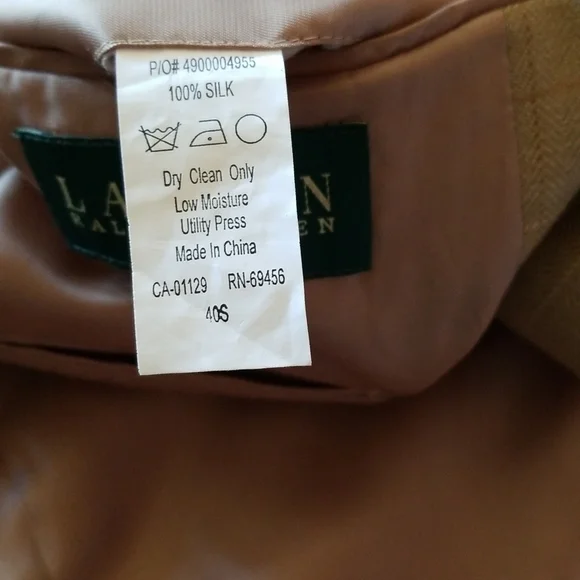 P/O# 4900004955
100% SILK
Dry Clean Only
Low Moisture
Utility Press
Made In China
CA-01129 RN-69456
40S